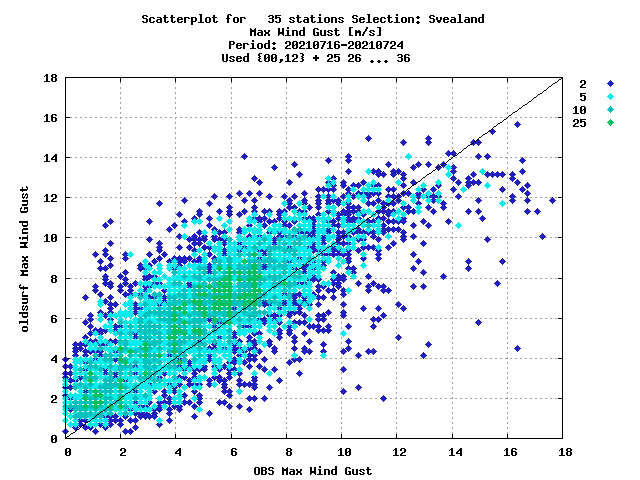 Scatterplot for   35 stations Selection: Svealand
Max Wind Gust [m/s]
Period: 20210716-20210724
Used {00,12} + 25 26 ... 36
2
5
10
25
oldsurf Max Wind Gust
18
16
14
12
10
8
6
4
2
0
0 2 4 6 8 10 12 14 16 18
OBS Max Wind Gust